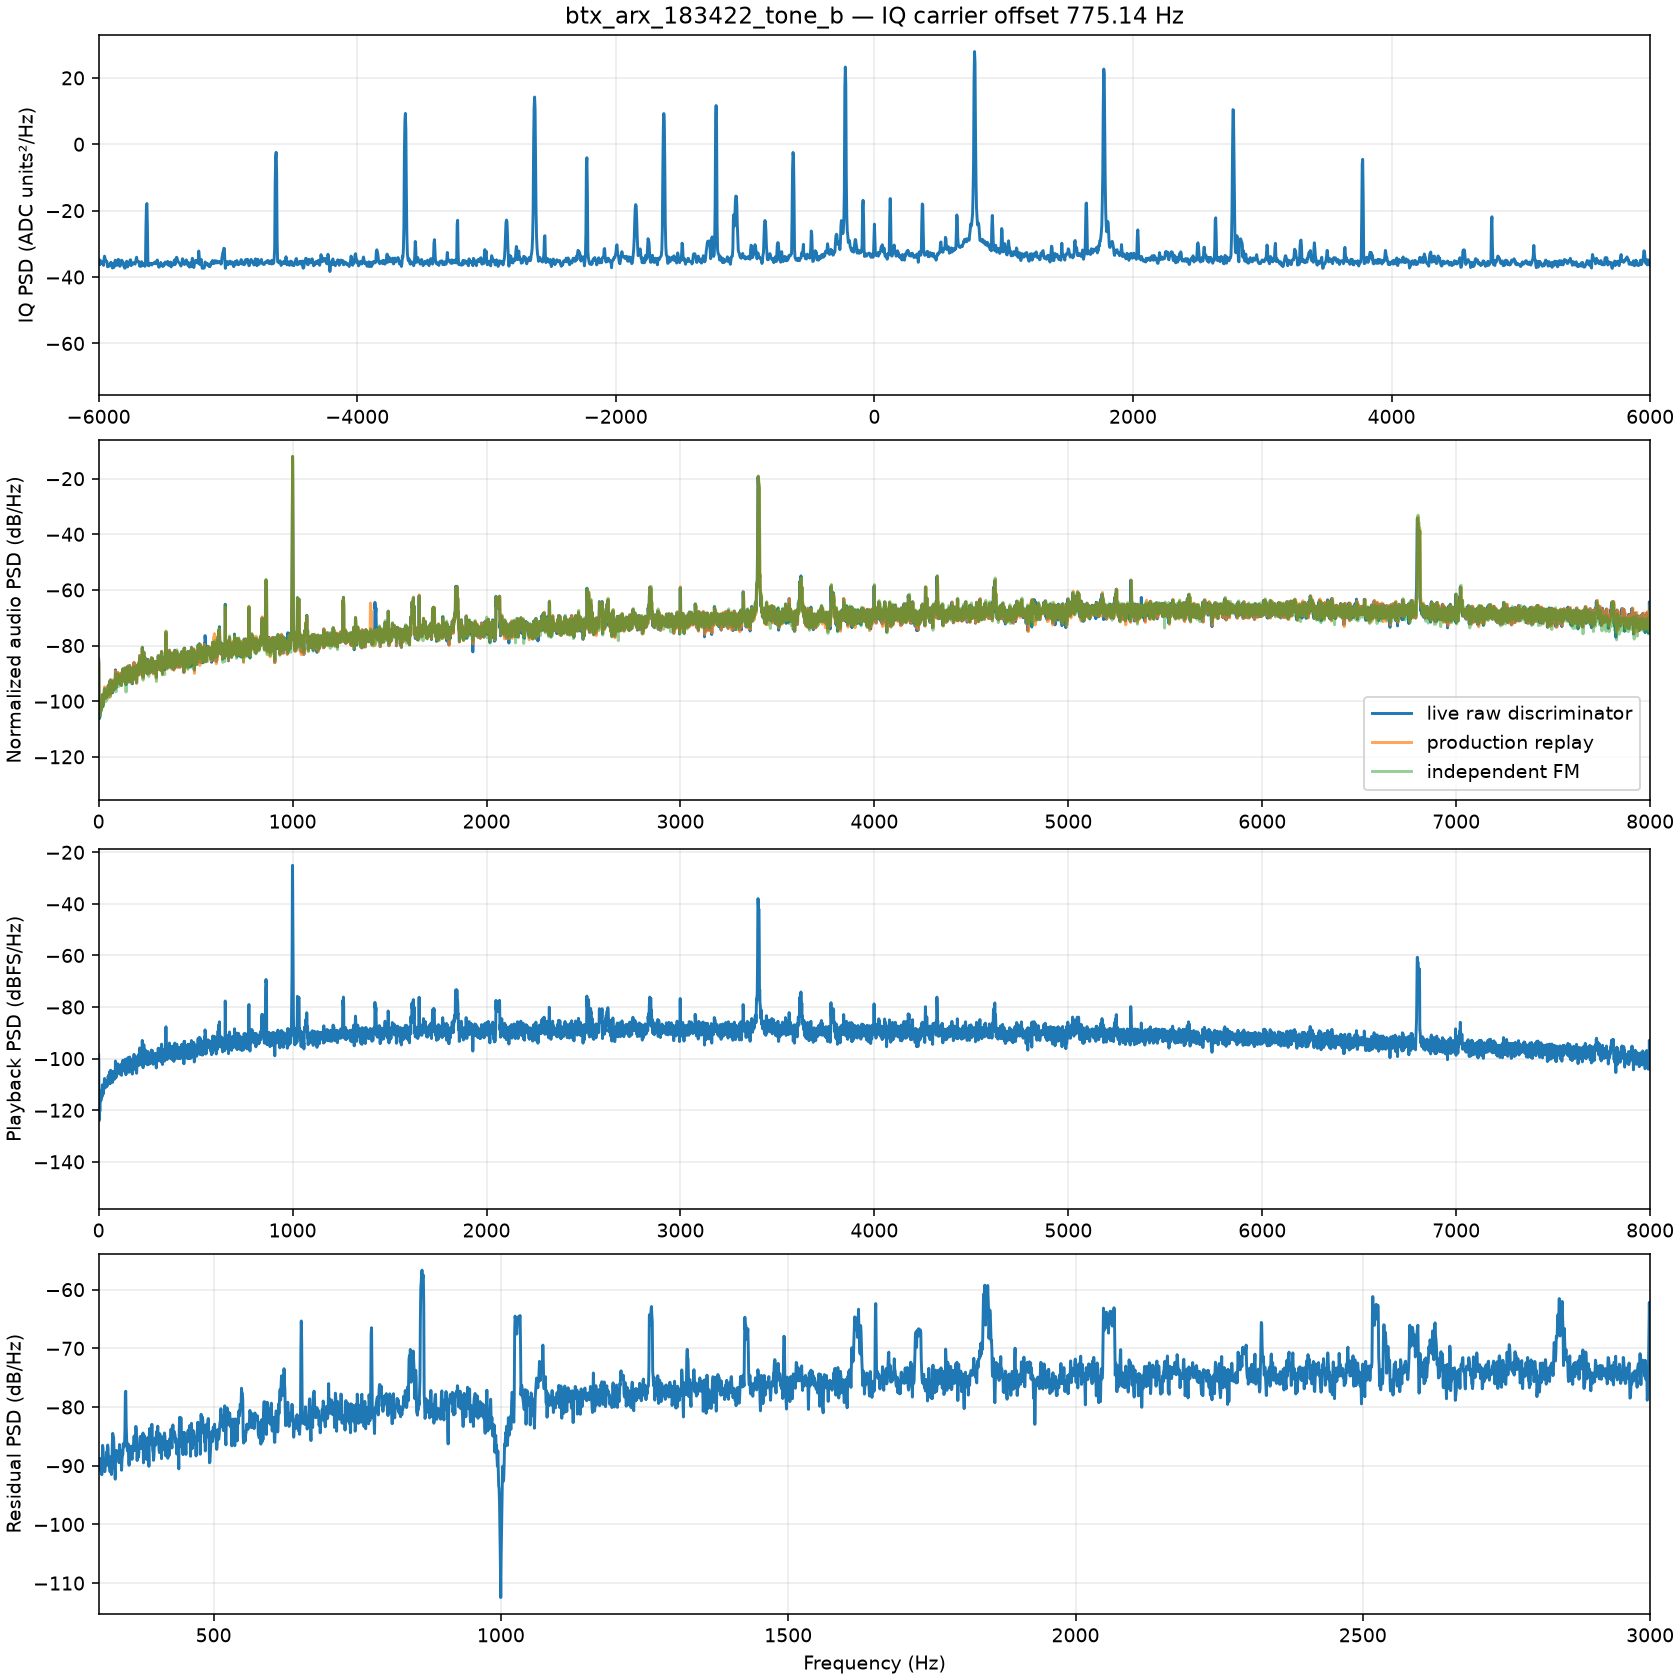 btx_arx_183422_tone_b — IQ carrier offset 775.14 Hz
IQ PSD (ADC units²/Hz)
20
0
−20
−40
−60
−6000 −4000 −2000 0 2000 4000 6000
Normalized audio PSD (dB/Hz)
−20
−40
−60
−80
−100
−120
live raw discriminator
production replay
independent FM
0 1000 2000 3000 4000 5000 6000 7000 8000
Playback PSD (dBFS/Hz)
−20
−40
−60
−80
−100
−120
−140
0 1000 2000 3000 4000 5000 6000 7000 8000
Residual PSD (dB/Hz)
−60
−70
−80
−90
−100
−110
500 1000 1500 2000 2500 3000
Frequency (Hz)